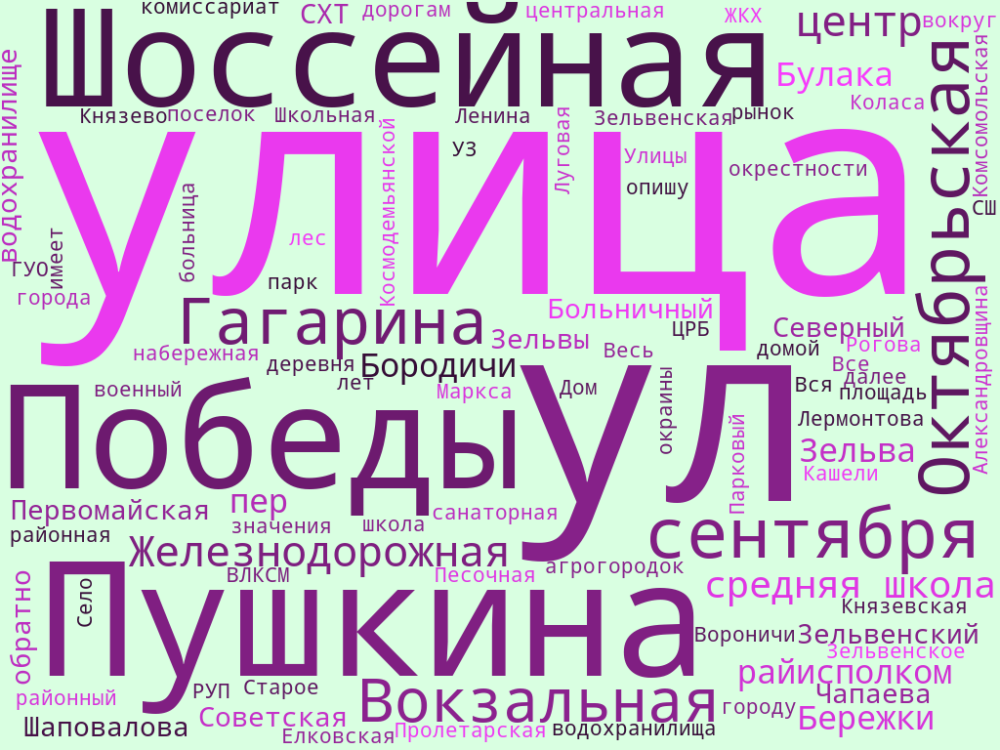 комиссариат
СХТ
дорогам
центральная
ЖКХ
центр
вокруг
Шоссейная
водохранилище
Булака
Коласа
Комсомольская
Октябрьская
Князево
поселок
Школьная
Ленина
Зельвенская
рынок
улица
УЗ
Луговая
Улицы
опишу
окрестности
СШ
Космодемьянской
больница
лес
имеет
ГУО
города
парк
Гагарина
Больничный
ЦРБ
Северный
Зельвы
Весь
домой
Рогова
Все
набережная
деревня
лет
Бородичи
Маркса
Дом
окраины
Вся
далее
площадь
Александровщина
военный
Победы
ул
Лермонтова
Парковый
Зельва
Кашели
Первомайская
пер
значения
школа
санаторная
районная
Железнодорожная
сентября
агрогородок
ВЛКСМ
Песочная
средняя школа
обратно
Село
Пушкина
Князевская
Вороничи
Зельвенский
Зельвенское
райисполком
районный
РУП
Старое
Вокзальная
Чапаева
городу
Бережки
Шаповалова
Советская
Елковская
Пролетарская
водохранилища